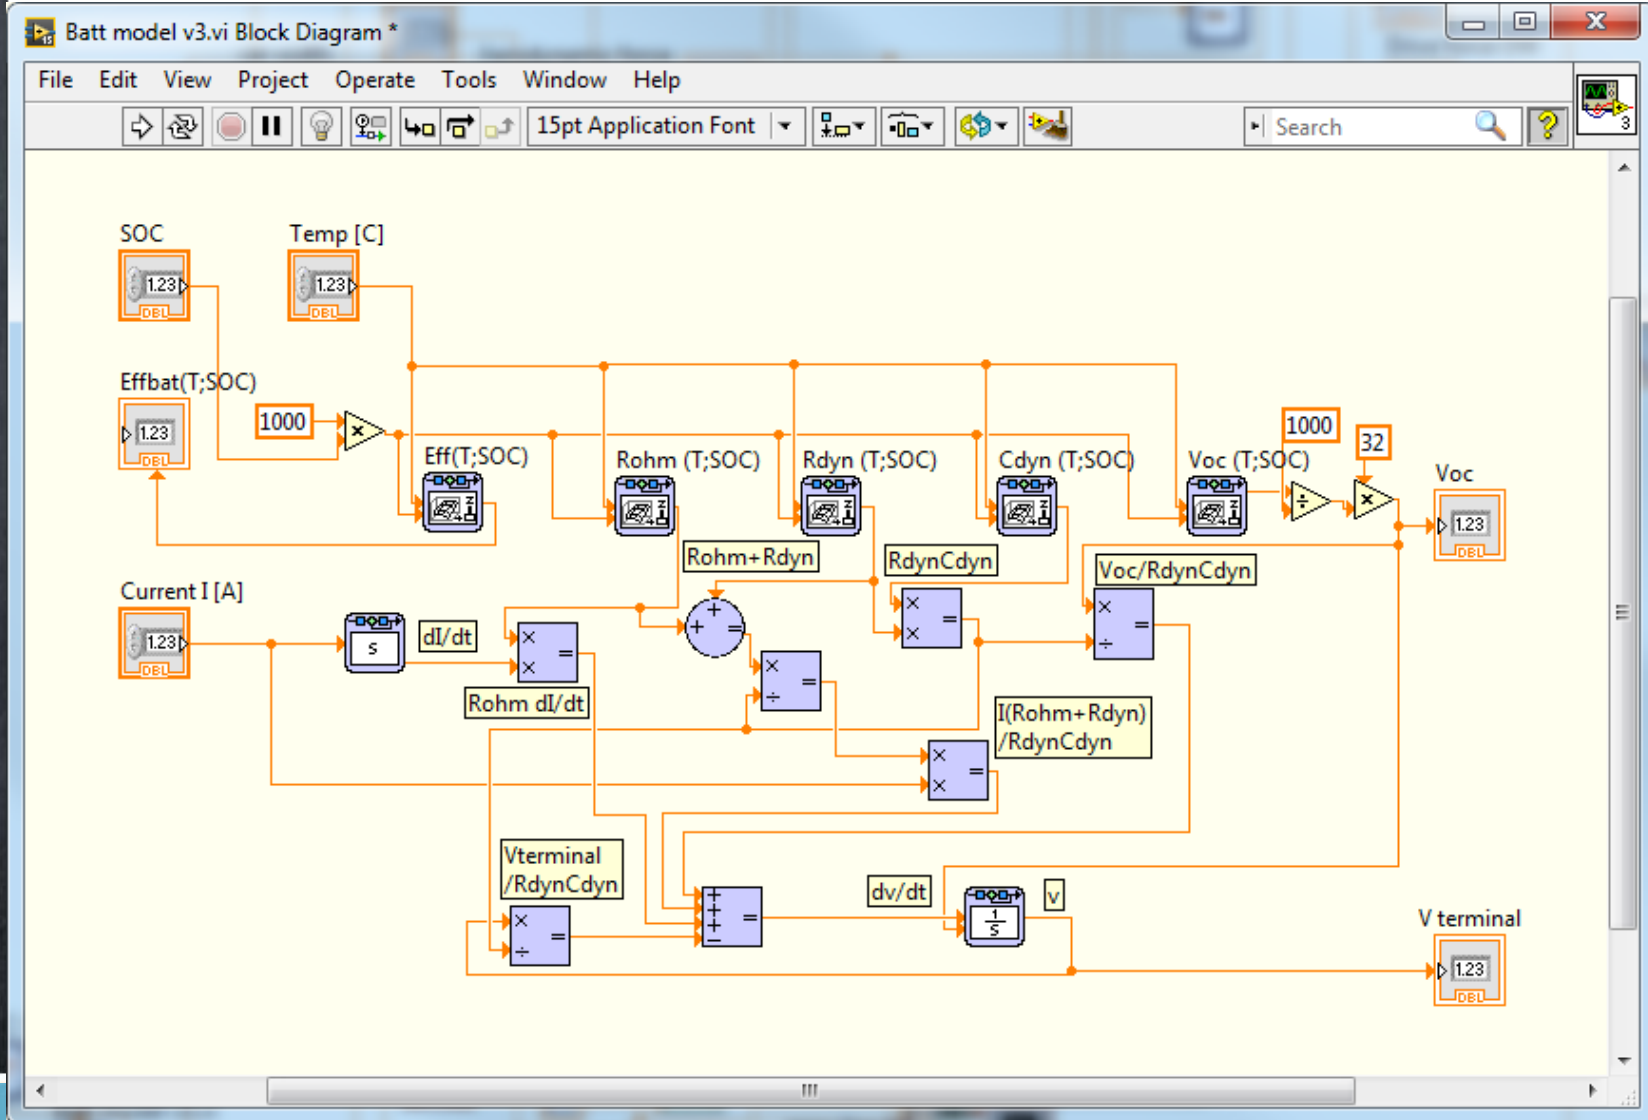 Batt model v3.vi Block Diagram *
File Edit View Project Operate Tools Window Help
15pt Application Font
Search
3
SOC
Temp [C]
1.23
DBL
1.23
DBL
Effbat(T;SOC)
1.23
DBL
1000
×
Eff(T;SOC)
Rohm (T;SOC)
Rdyn (T;SOC)
Cdyn (T;SOC)
Voc (T;SOC)
1000
32
÷
×
Voc
1.23
DBL
Rohm+Rdyn
RdynCdyn
Voc/RdynCdyn
Current I [A]
1.23
DBL
s
dI/dt
×
×
=
Rohm dI/dt
+
+
=
×
÷
=
×
×
=
×
÷
=
I(Rohm+Rdyn)
/RdynCdyn
×
×
=
Vterminal
/RdynCdyn
×
÷
=
+
+
+
−
=
dv/dt
1
s
v
V terminal
1.23
DBL